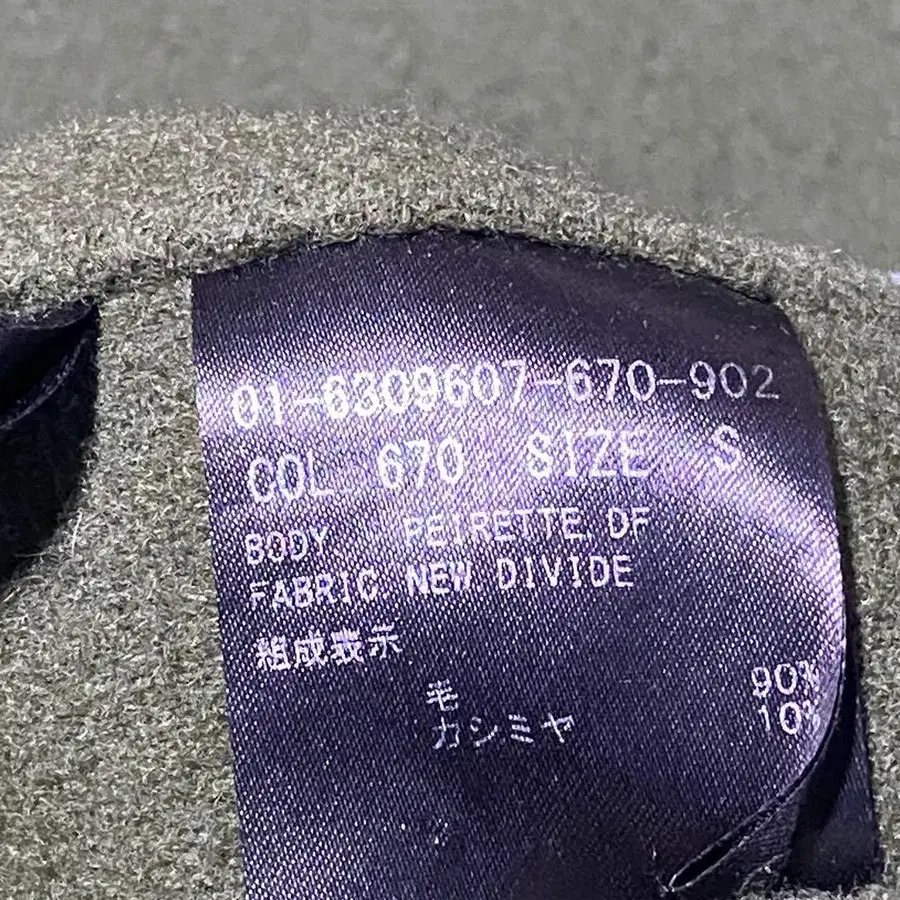 01-6309607-670-902
COL 670 SIZE S
BODY PEIRETTE DF
FABRIC NEW DIVIDE
組成表示
毛 90%
カシミヤ 10%